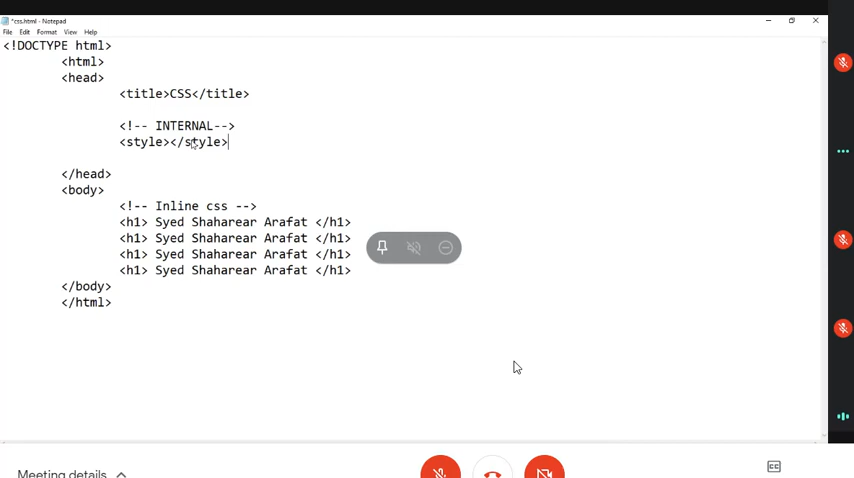 *css.html - Notepad
File Edit Format View Help
<!DOCTYPE html>
<html>
<head>
<title>CSS</title>
<!-- INTERNAL-->
<style></style>
</head>
<body>
<!-- Inline css -->
<h1> Syed Shaharear Arafat </h1>
<h1> Syed Shaharear Arafat </h1>
<h1> Syed Shaharear Arafat </h1>
<h1> Syed Shaharear Arafat </h1>
</body>
</html>
Meeting details
CC